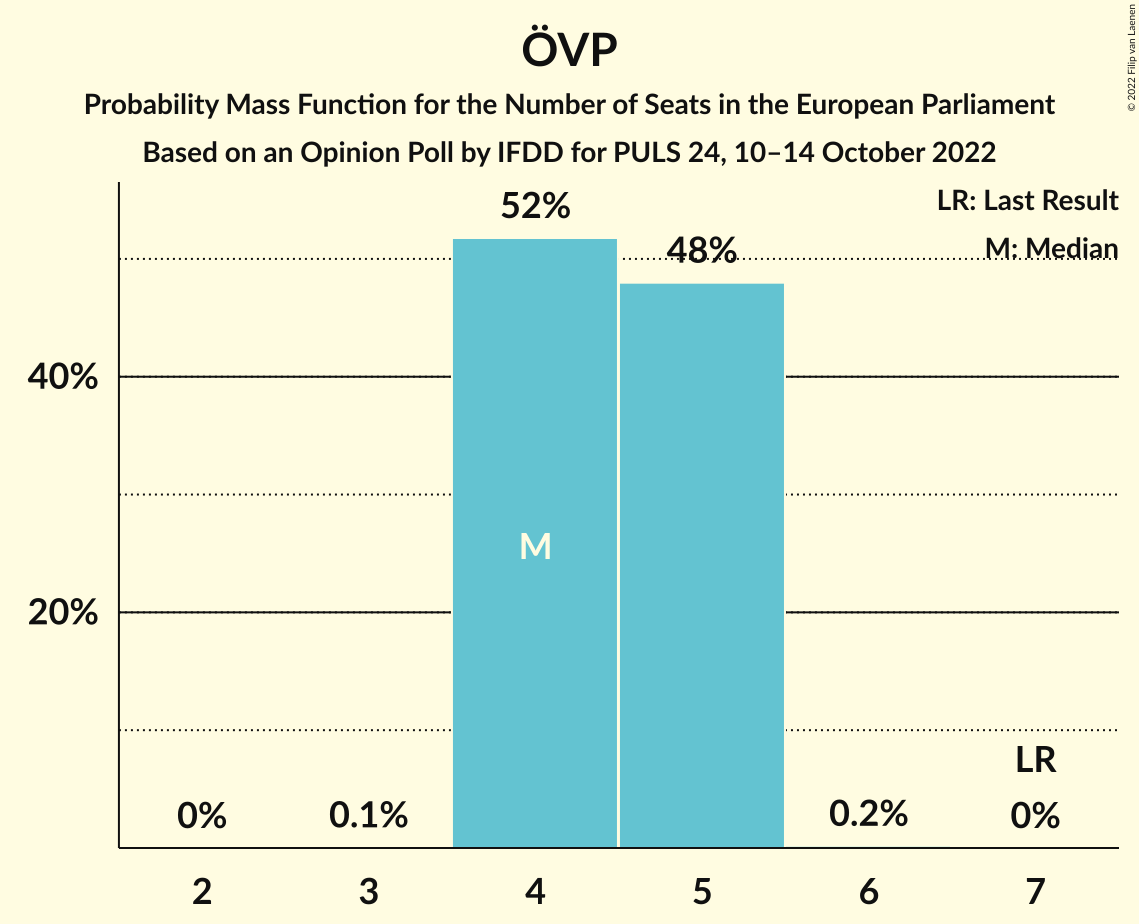 ÖVP
Probability Mass Function for the Number of Seats in the European Parliament
Based on an Opinion Poll by IFDD for PULS 24, 10–14 October 2022
© 2022 Filip van Laenen
LR: Last Result
M: Median
52%
48%
40%
M
20%
LR
0%
0.1%
0.2%
0%
2
3
4
5
6
7